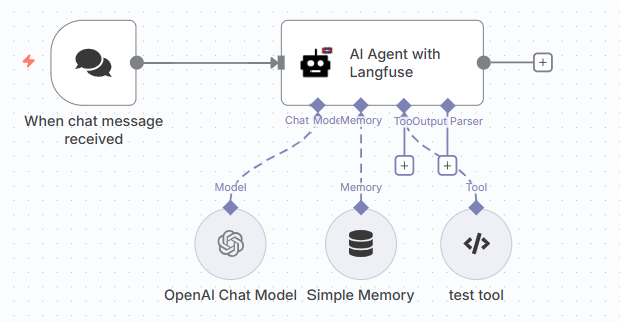 AI Agent with
Langfuse
When chat message
received
Chat Model
Memory
Tool
Output Parser
Model
Memory
Tool
OpenAI Chat Model
Simple Memory
test tool